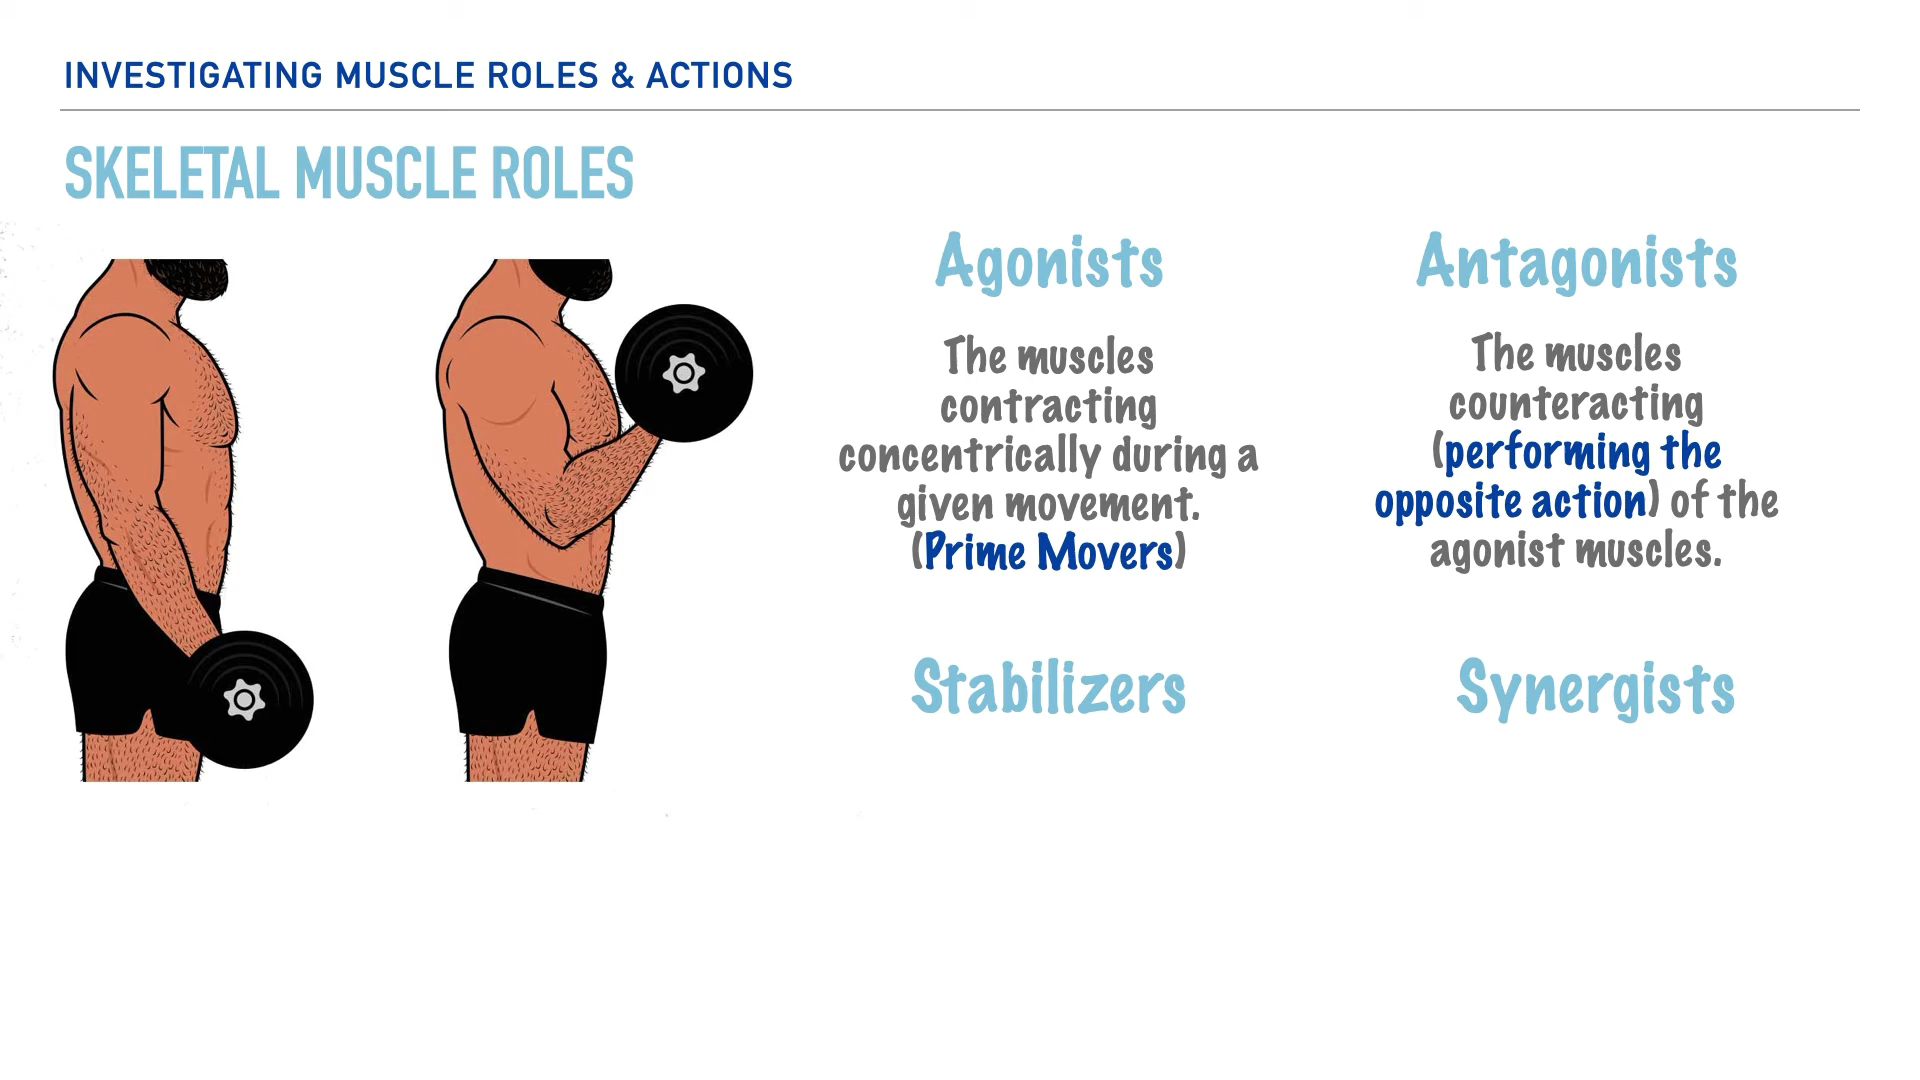 INVESTIGATING MUSCLE ROLES & ACTIONS
SKELETAL MUSCLE ROLES
Agonists
The muscles
contracting
concentrically during a
given movement.
(Prime Movers)
Antagonists
The muscles
counteracting
(performing the
opposite action) of the
agonist muscles.
Stabilizers
Synergists